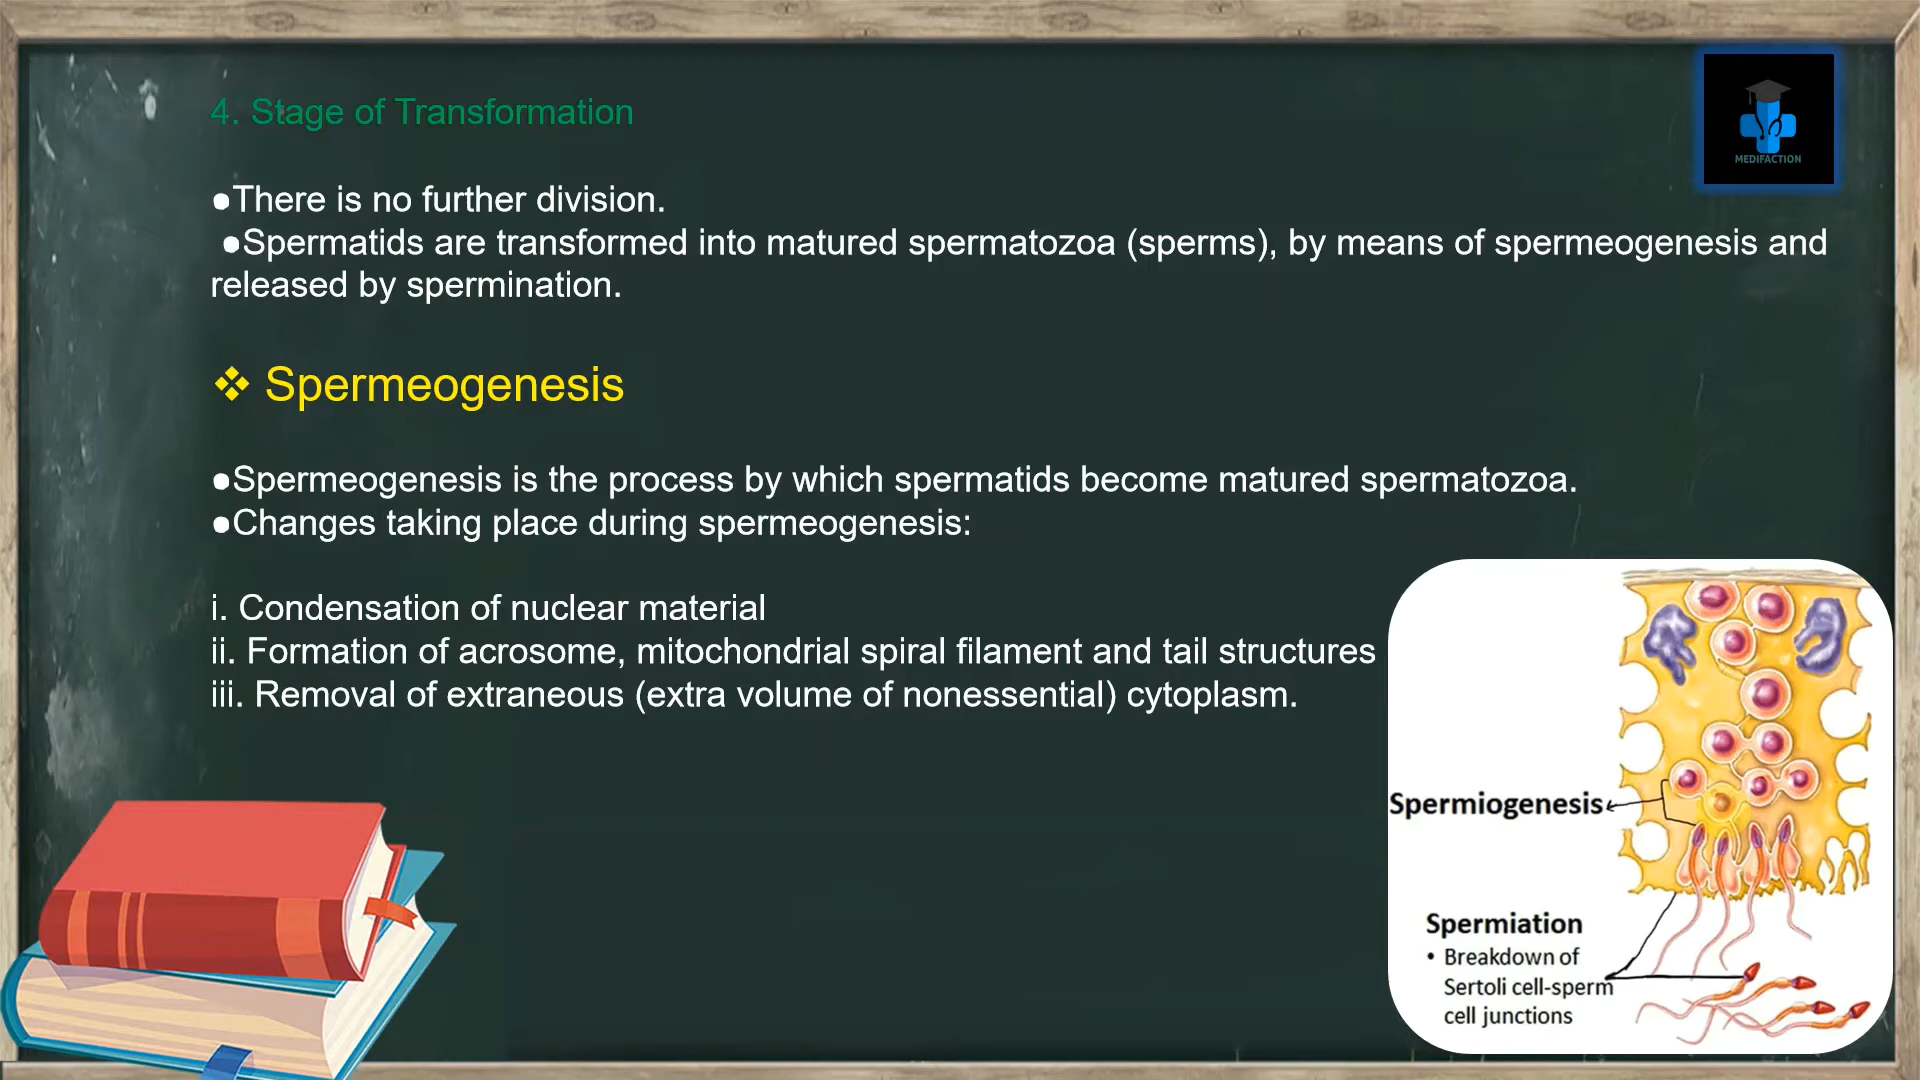 4. Stage of Transformation
MEDIFACTION
●There is no further division.
●Spermatids are transformed into matured spermatozoa (sperms), by means of spermeogenesis and
released by spermination.
❖ Spermeogenesis
●Spermeogenesis is the process by which spermatids become matured spermatozoa.
●Changes taking place during spermeogenesis:
i. Condensation of nuclear material
ii. Formation of acrosome, mitochondrial spiral filament and tail structures
iii. Removal of extraneous (extra volume of nonessential) cytoplasm.
Spermiogenesis
Spermiation
• Breakdown of
Sertoli cell-sperm
cell junctions